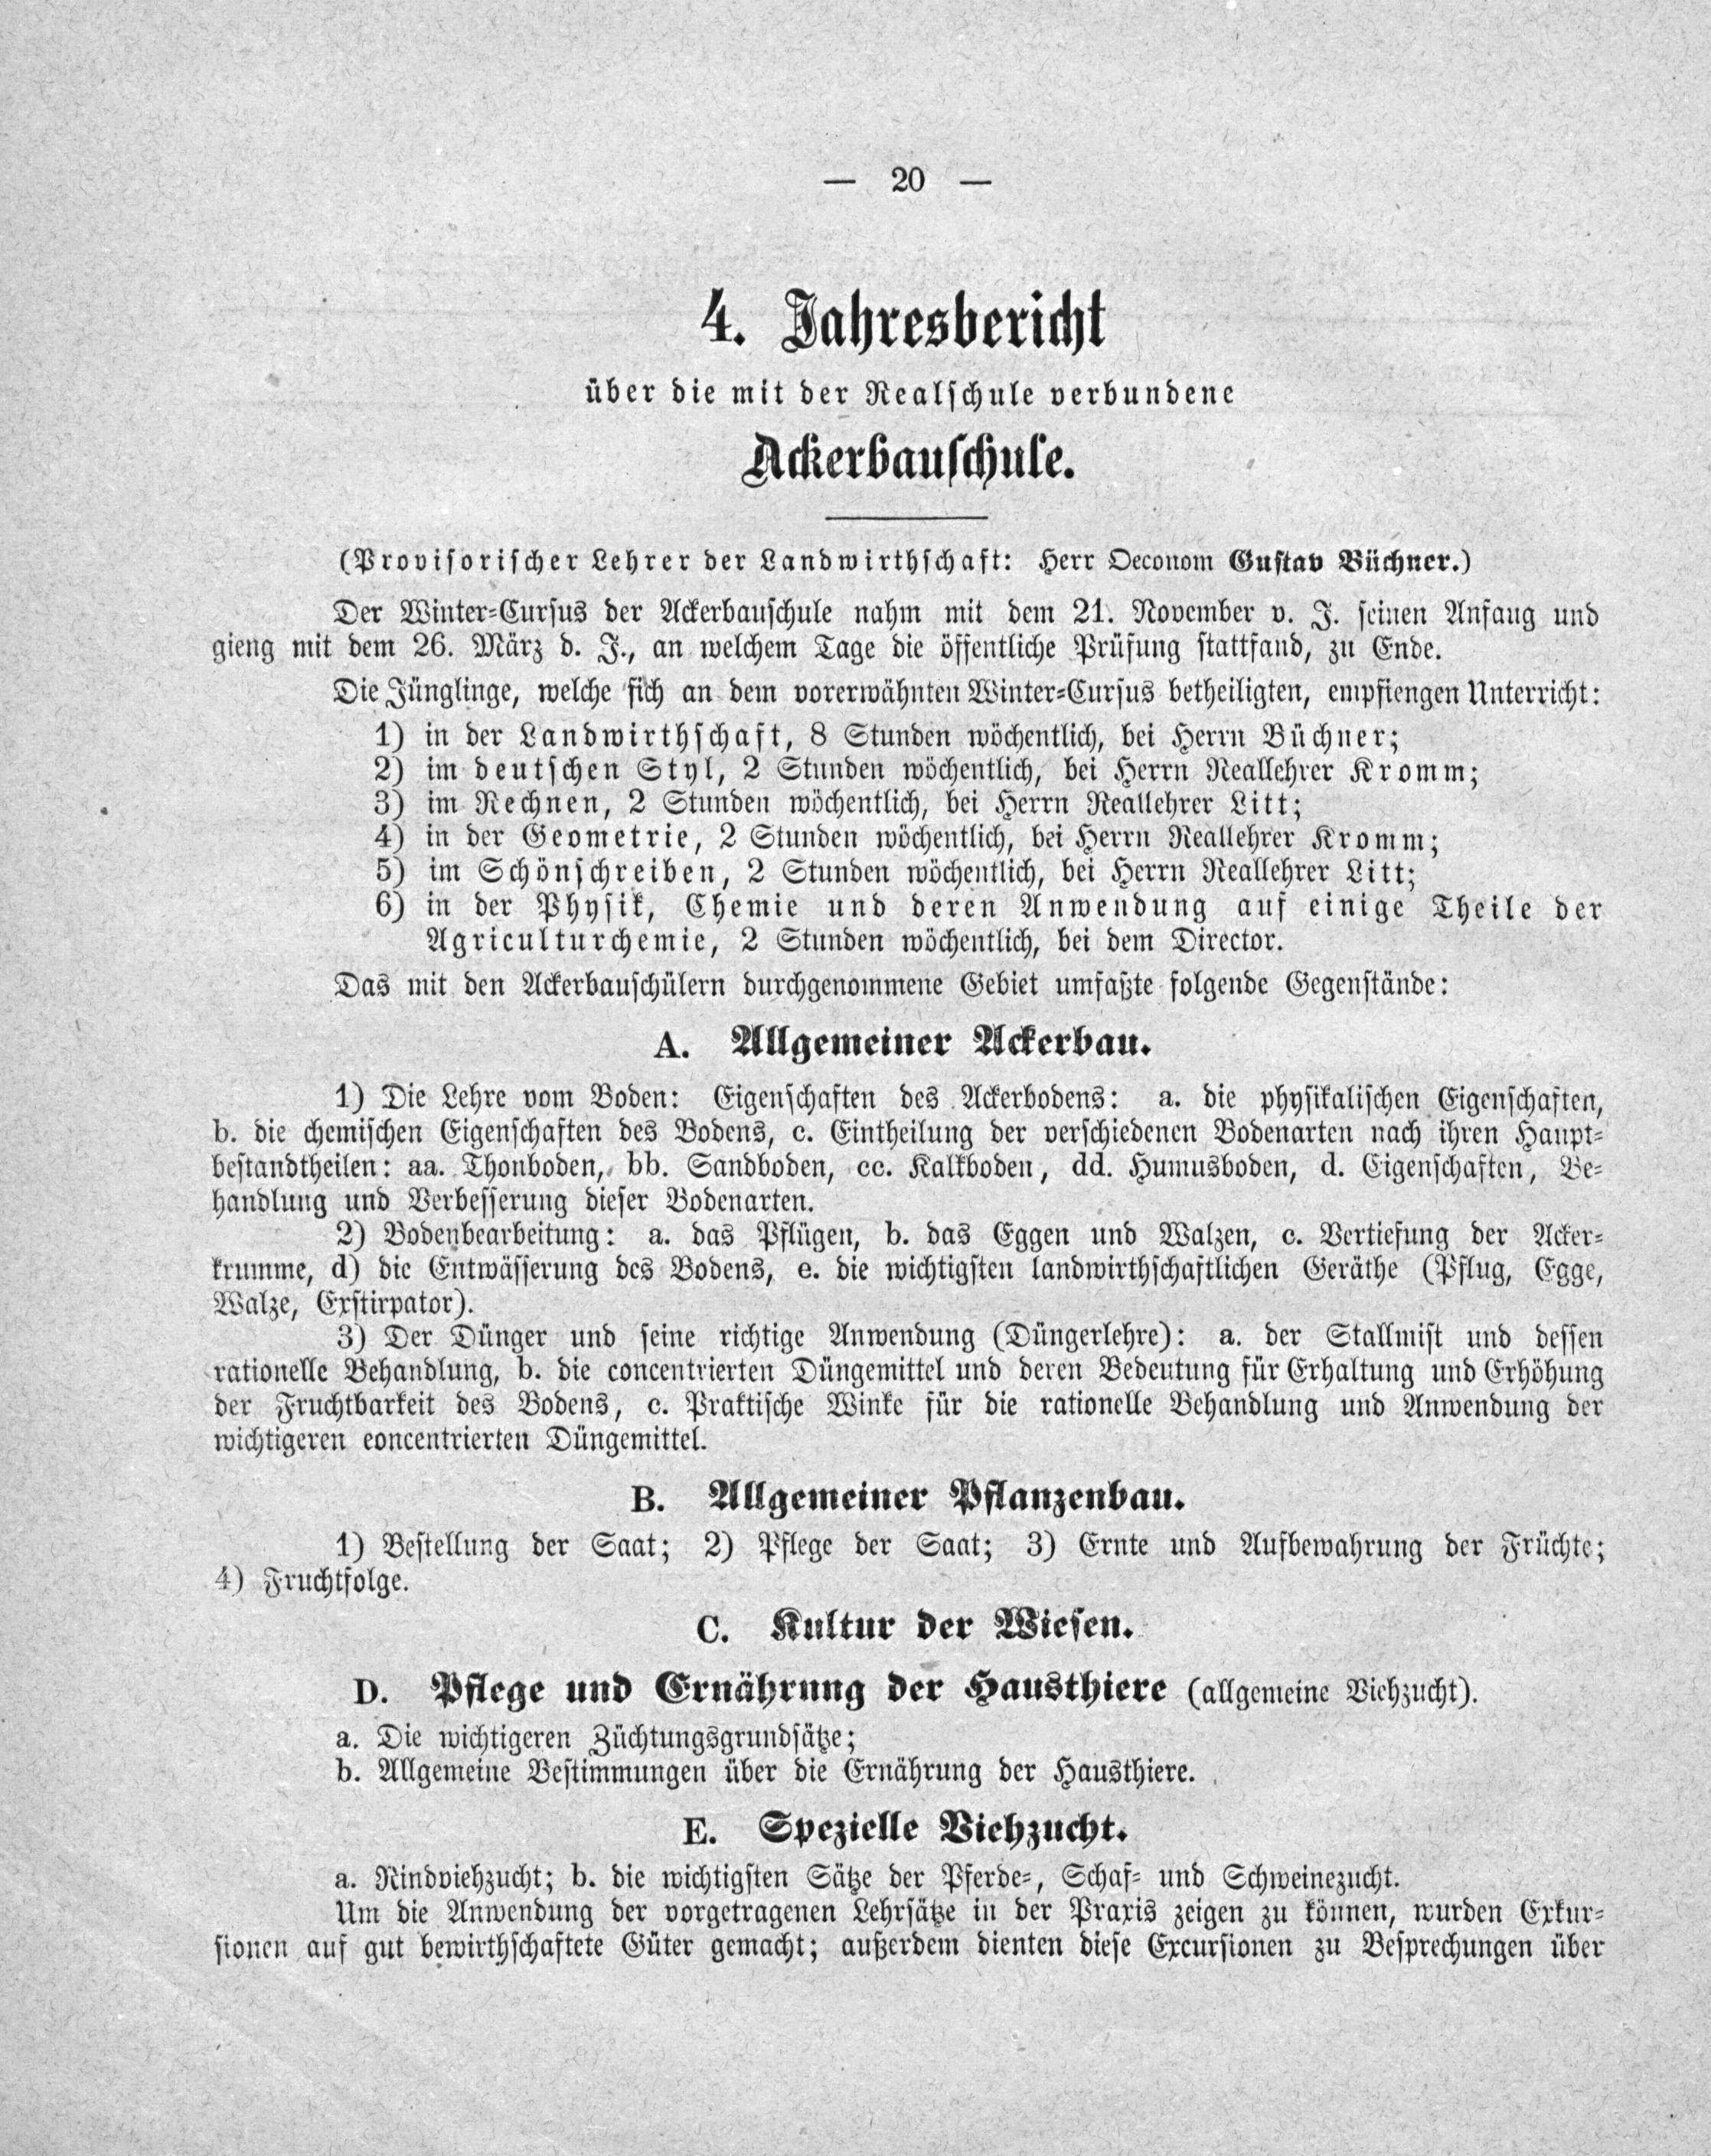 — 20 —
4. Jahresbericht
über die mit der Realschule verbundene
Ackerbauschule.
(Provisorischer Lehrer der Landwirthschaft: Herr Oeconom Gustav Büchner.)
Der Winter-Cursus der Ackerbauschule nahm mit dem 21. November v. J. seinen Anfang und
gieng mit dem 26. März d. J., an welchem Tage die öffentliche Prüfung stattfand, zu Ende.
Die Jünglinge, welche sich an dem vorerwähnten Winter-Cursus betheiligten, empfiengen Unterricht:
1) in der Landwirthschaft, 8 Stunden wöchentlich, bei Herrn Büchner;
2) im deutschen Styl, 2 Stunden wöchentlich, bei Herrn Reallehrer Kromm;
3) im Rechnen, 2 Stunden wöchentlich, bei Herrn Reallehrer Litt;
4) in der Geometrie, 2 Stunden wöchentlich, bei Herrn Reallehrer Kromm;
5) im Schönschreiben, 2 Stunden wöchentlich, bei Herrn Reallehrer Litt;
6) in der Physik, Chemie und deren Anwendung auf einige Theile der
Agriculturchemie, 2 Stunden wöchentlich, bei dem Director.
Das mit den Ackerbauschülern durchgenommene Gebiet umfaßte folgende Gegenstände:
A. Allgemeiner Ackerbau.
1) Die Lehre vom Boden: Eigenschaften des Ackerbodens: a. die physikalischen Eigenschaften,
b. die chemischen Eigenschaften des Bodens, c. Eintheilung der verschiedenen Bodenarten nach ihren Haupt-
bestandtheilen: aa. Thonboden, bb. Sandboden, cc. Kalkboden, dd. Humusboden, d. Eigenschaften, Be-
handlung und Verbesserung dieser Bodenarten.
2) Bodenbearbeitung: a. das Pflügen, b. das Eggen und Walzen, c. Vertiefung der Acker-
krumme, d) die Entwässerung des Bodens, e. die wichtigsten landwirthschaftlichen Geräthe (Pflug, Egge,
Walze, Exstirpator).
3) Der Dünger und seine richtige Anwendung (Düngerlehre): a. der Stallmist und dessen
rationelle Behandlung, b. die concentrierten Düngemittel und deren Bedeutung für Erhaltung und Erhöhung
der Fruchtbarkeit des Bodens, c. Praktische Winke für die rationelle Behandlung und Anwendung der
wichtigeren concentrierten Düngemittel.
B. Allgemeiner Pflanzenbau.
1) Bestellung der Saat; 2) Pflege der Saat; 3) Ernte und Aufbewahrung der Früchte;
4) Fruchtfolge.
C. Kultur der Wiesen.
D. Pflege und Ernährung der Hausthiere (allgemeine Viehzucht).
a. Die wichtigeren Züchtungsgrundsätze;
b. Allgemeine Bestimmungen über die Ernährung der Hausthiere.
E. Spezielle Viehzucht.
a. Rindviehzucht; b. die wichtigsten Sätze der Pferde-, Schaf- und Schweinezucht.
Um die Anwendung der vorgetragenen Lehrsätze in der Praxis zeigen zu können, wurden Exkur-
sionen auf gut bewirthschaftete Güter gemacht; außerdem dienten diese Excursionen zu Besprechungen über